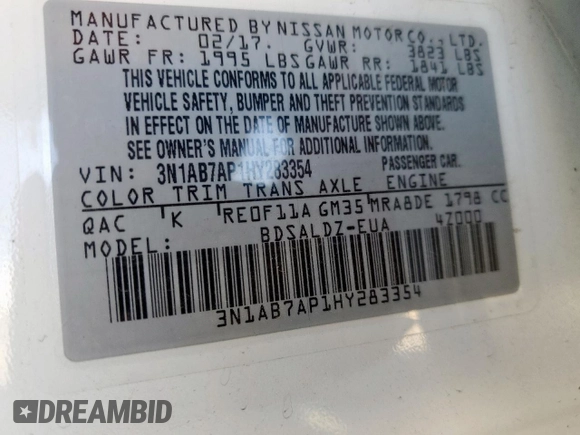 MANUFACTURED BY NISSAN MOTOR CO., LTD.
DATE: 02/17. GVWR: 3823 LBS
GAWR FR: 1995 LBS GAWR RR: 1841 LBS
THIS VEHICLE CONFORMS TO ALL APPLICABLE FEDERAL MOTOR
VEHICLE SAFETY, BUMPER AND THEFT PREVENTION STANDARDS
IN EFFECT ON THE DATE OF MANUFACTURE SHOWN ABOVE.
SEE OWNER'S MANUAL FOR ADDITIONAL INFORMATION.
VIN: 3N1AB7AP1HY283354 PASSENGER CAR.
COLOR TRIM TRANS AXLE ENGINE
QAC K RE0F11A GM35 MRA8DE 1798 CC
MODEL: BDSALDZ-EUA 4Z000
3N1AB7AP1HY283354
DREAMBID